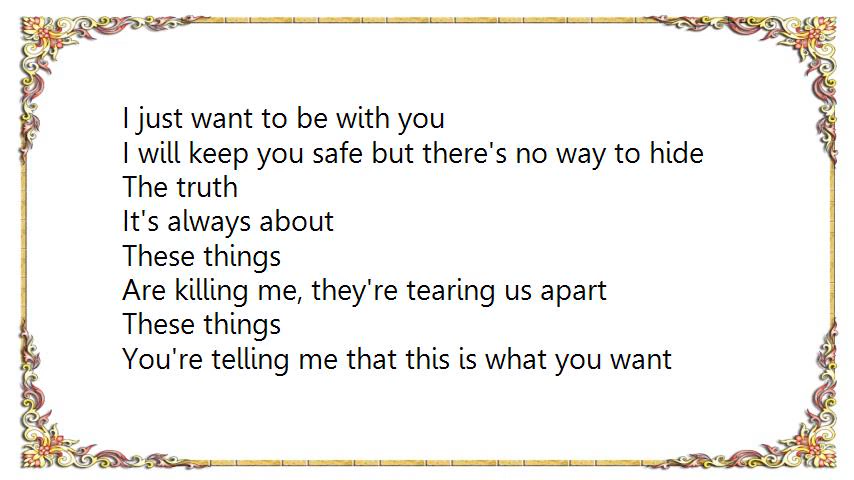 I just want to be with you
I will keep you safe but there's no way to hide
The truth
It's always about
These things
Are killing me, they're tearing us apart
These things
You're telling me that this is what you want